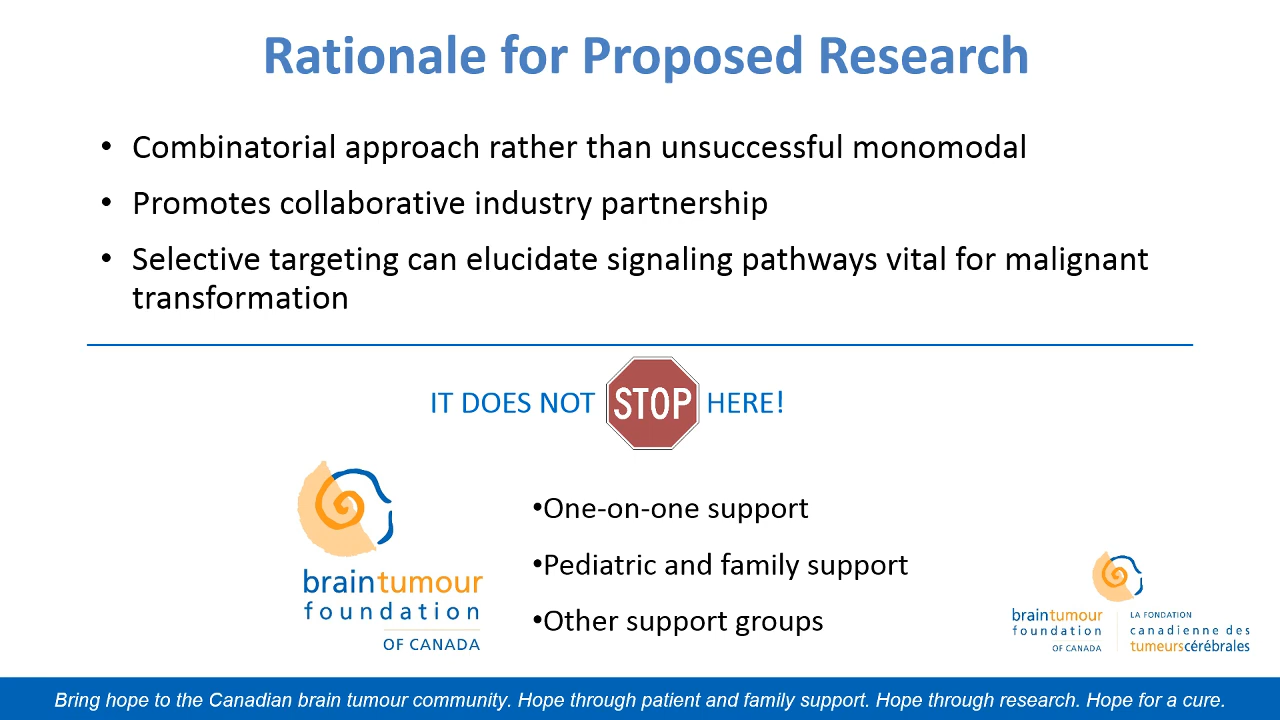 Rationale for Proposed Research
• Combinatorial approach rather than unsuccessful monomodal
• Promotes collaborative industry partnership
• Selective targeting can elucidate signaling pathways vital for malignant
transformation
IT DOES NOT STOP HERE!
braintumour
foundation
OF CANADA
•One-on-one support
•Pediatric and family support
•Other support groups
braintumour
foundation
OF CANADA
LA FONDATION
canadienne des
tumeurscérébrales
Bring hope to the Canadian brain tumour community. Hope through patient and family support. Hope through research. Hope for a cure.